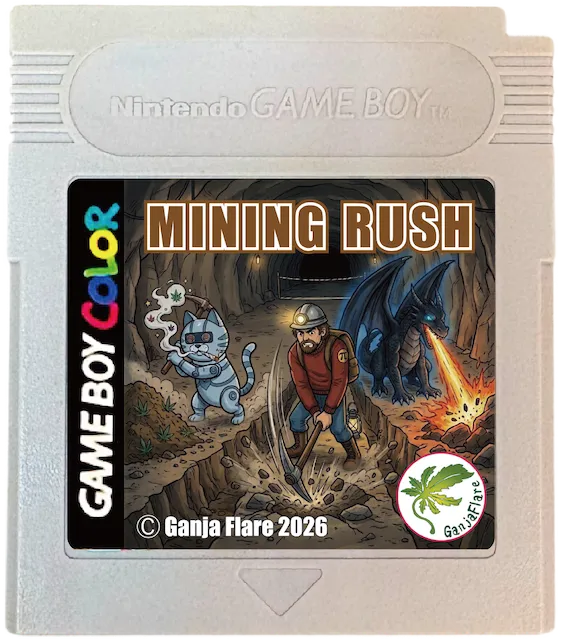 Nintendo GAME BOY TM
GAME BOY COLOR
MINING RUSH
© Ganja Flare 2026
GanjaFlare